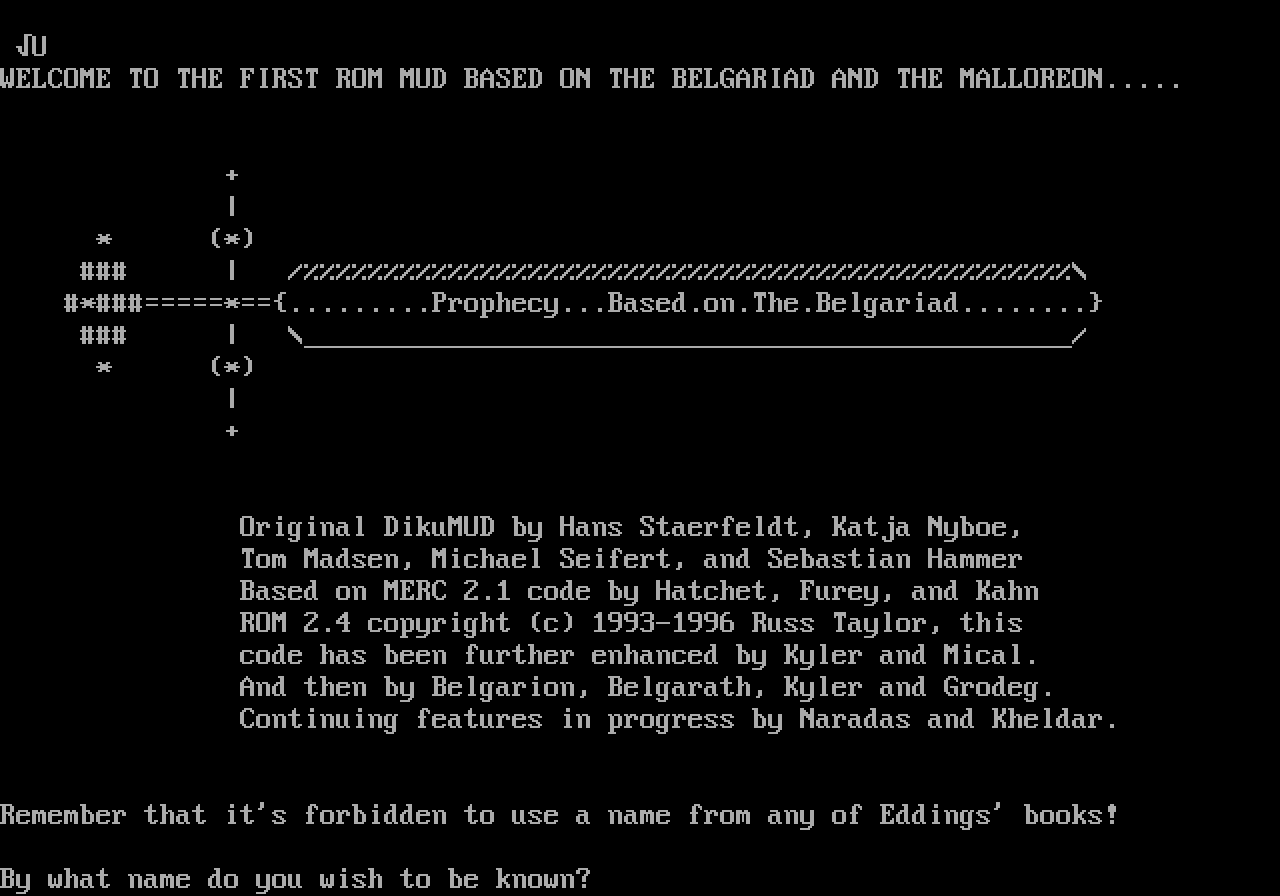 √U
WELCOME TO THE FIRST ROM MUD BASED ON THE BELGARIAD AND THE MALLOREON.....
+
|
*      (*)
###      |   /////////////////////////////////////////////////\
#*###=====*=={.........Prophecy...Based.on.The.Belgariad........}
###      |   \________________________________________________/
*      (*)
|
+
Original DikuMUD by Hans Staerfeldt, Katja Nyboe,
Tom Madsen, Michael Seifert, and Sebastian Hammer
Based on MERC 2.1 code by Hatchet, Furey, and Kahn
ROM 2.4 copyright (c) 1993-1996 Russ Taylor, this
code has been further enhanced by Kyler and Mical.
And then by Belgarion, Belgarath, Kyler and Grodeg.
Continuing features in progress by Naradas and Kheldar.
Remember that it's forbidden to use a name from any of Eddings' books!
By what name do you wish to be known?